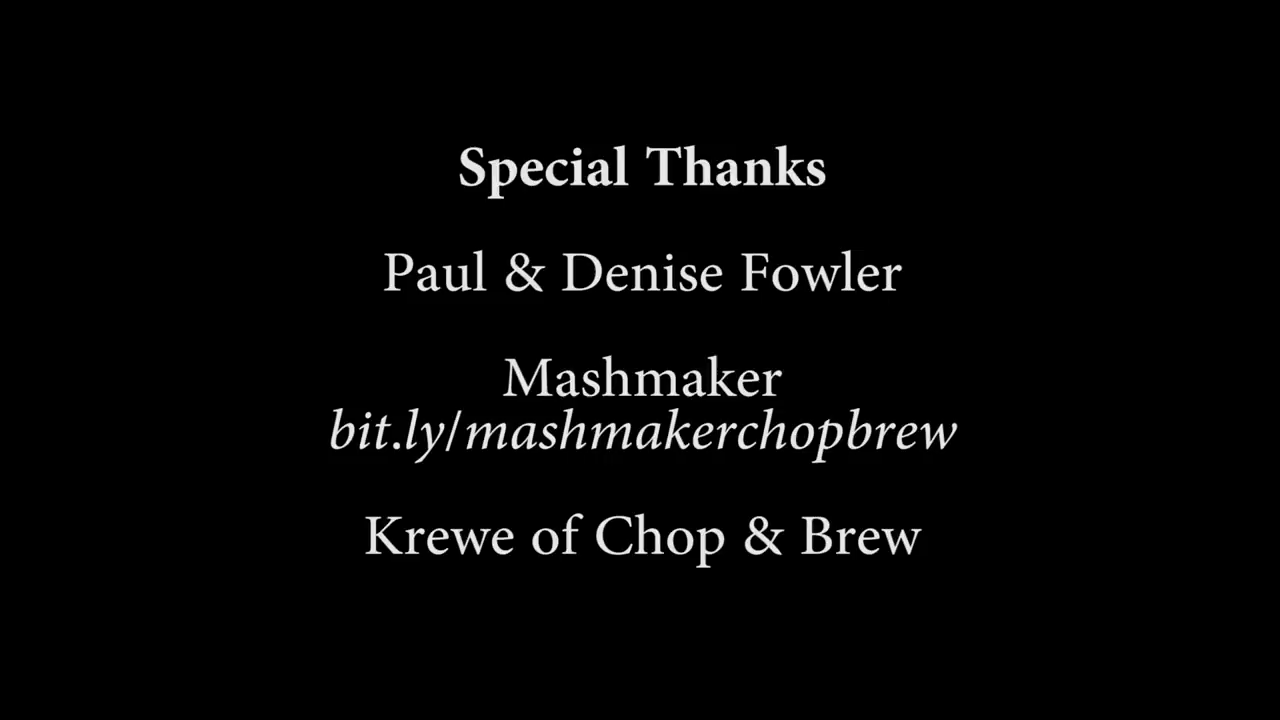 Special Thanks
Paul & Denise Fowler
Mashmaker
bit.ly/mashmakerchopbrew
Krewe of Chop & Brew